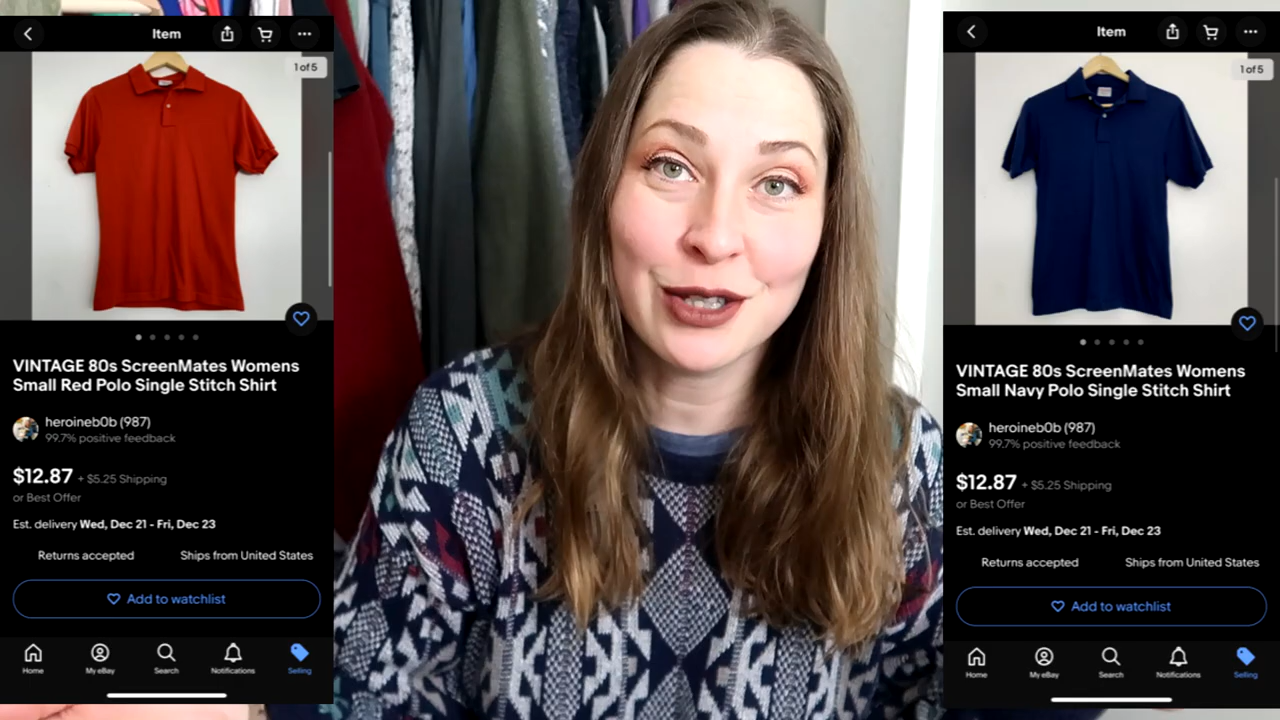 Item
1 of 5
VINTAGE 80s ScreenMates Womens
Small Red Polo Single Stitch Shirt
heroineb0b (987)
99.7% positive feedback
$12.87 + $5.25 Shipping
or Best Offer
Est. delivery Wed, Dec 21 - Fri, Dec 23
Returns accepted Ships from United States
Add to watchlist
Home My eBay Search Notifications Selling
Item
1 of 5
VINTAGE 80s ScreenMates Womens
Small Navy Polo Single Stitch Shirt
heroineb0b (987)
99.7% positive feedback
$12.87 + $5.25 Shipping
or Best Offer
Est. delivery Wed, Dec 21 - Fri, Dec 23
Returns accepted Ships from United States
Add to watchlist
Home My eBay Search Notifications Selling